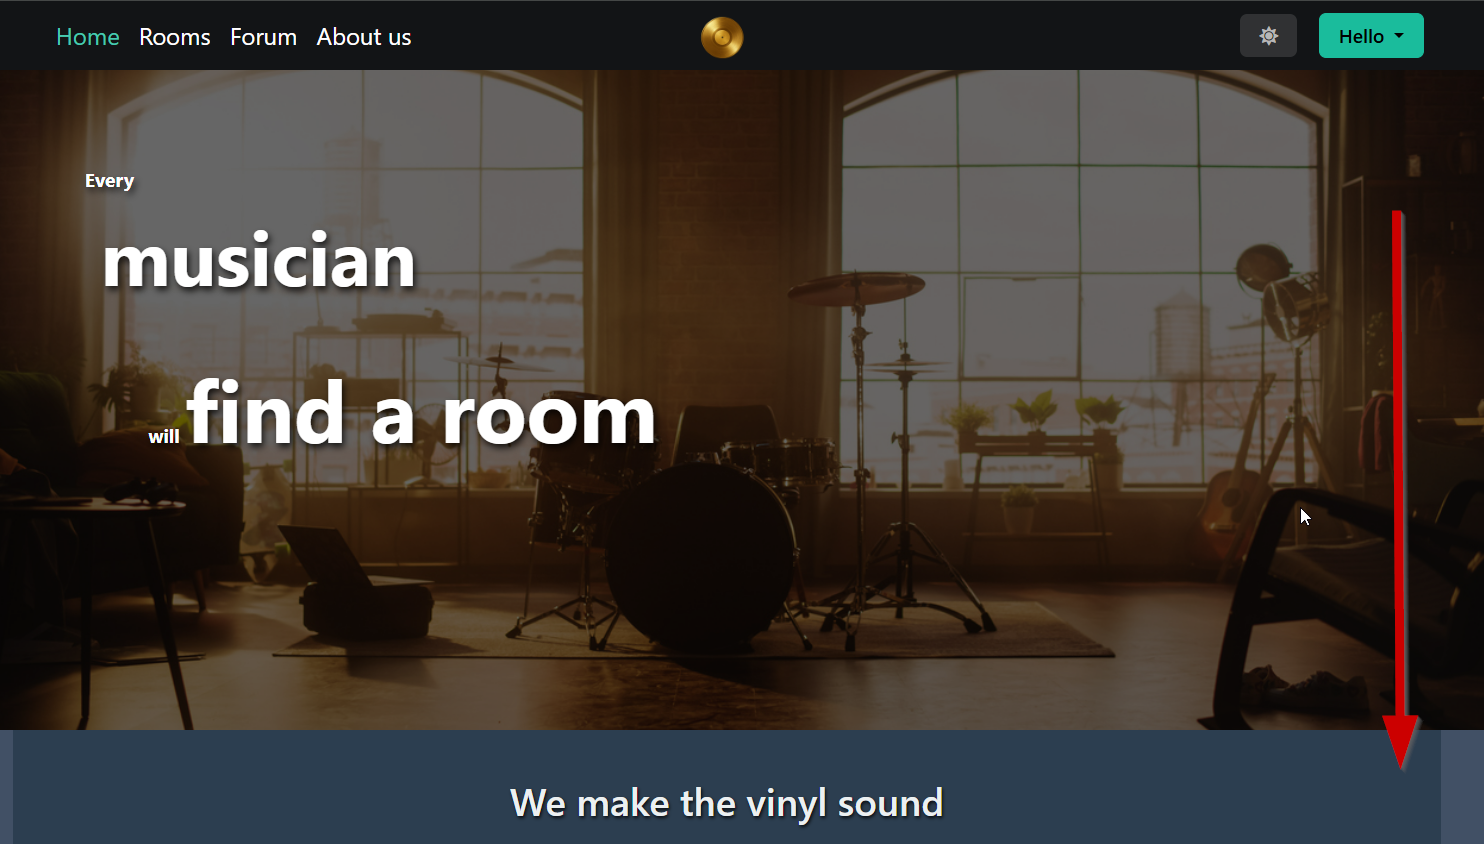 Home Rooms Forum About us Hello
Every
musician
will find a room
We make the vinyl sound